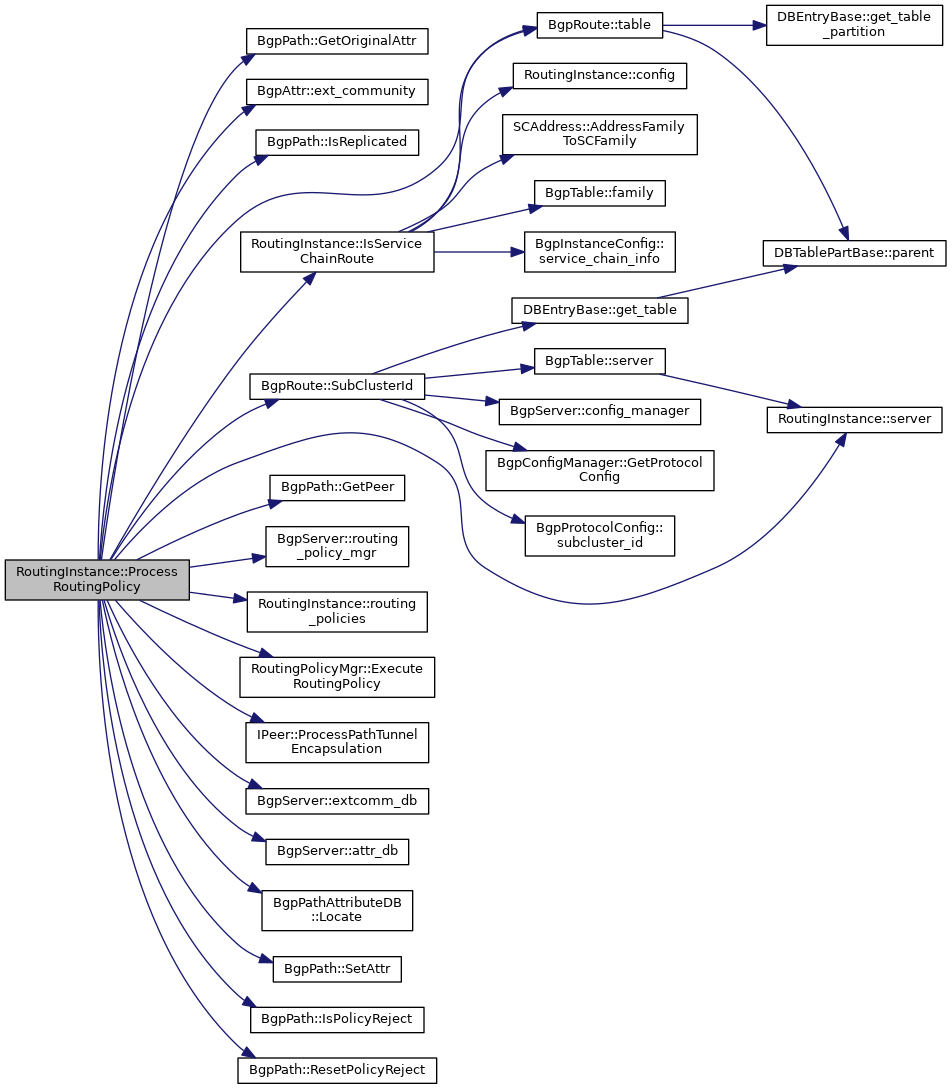 BgpRoute::table
DBEntryBase::get_table
_partition
BgpPath::GetOriginalAttr
RoutingInstance::config
BgpAttr::ext_community
SCAddress::AddressFamily
ToSCFamily
BgpPath::IsReplicated
BgpTable::family
RoutingInstance::IsService
ChainRoute
BgpInstanceConfig::
service_chain_info
DBTablePartBase::parent
DBEntryBase::get_table
BgpTable::server
BgpRoute::SubClusterId
BgpServer::config_manager
RoutingInstance::server
BgpConfigManager::GetProtocol
Config
BgpPath::GetPeer
BgpProtocolConfig::
subcluster_id
BgpServer::routing
_policy_mgr
RoutingInstance::Process
RoutingPolicy
RoutingInstance::routing
_policies
RoutingPolicyMgr::Execute
RoutingPolicy
IPeer::ProcessPathTunnel
Encapsulation
BgpServer::extcomm_db
BgpServer::attr_db
BgpPathAttributeDB
::Locate
BgpPath::SetAttr
BgpPath::IsPolicyReject
BgpPath::ResetPolicyReject